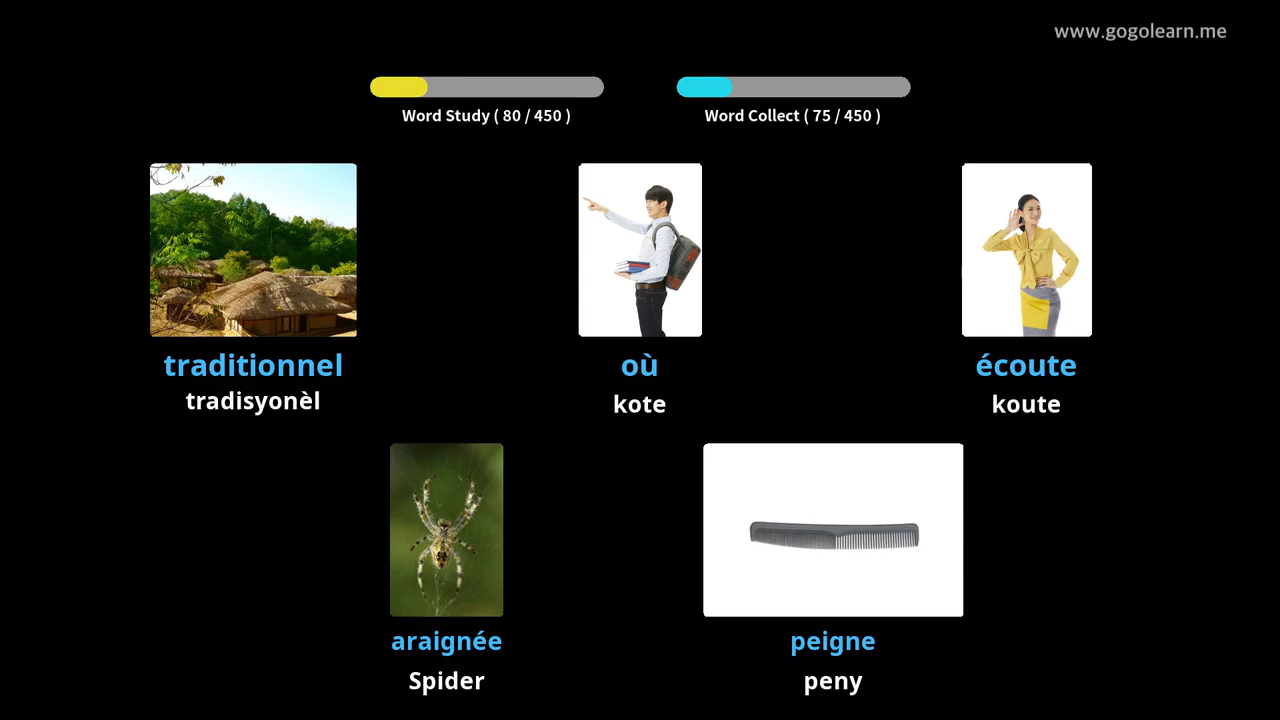 www.gogolearn.me
Word Study ( 80 / 450 )
Word Collect ( 75 / 450 )
traditionnel
tradisyonèl
où
kote
écoute
koute
araignée
Spider
peigne
peny